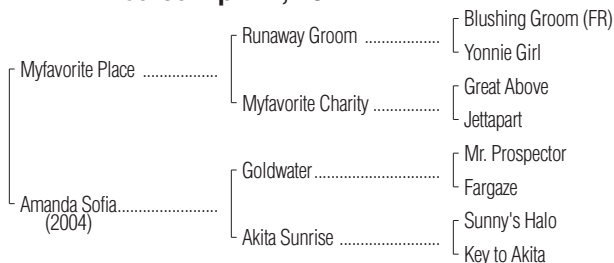 Blushing Groom (FR)
Runaway Groom ..................
Yonnie Girl
Myfavorite Place ..................
Great Above
Myfavorite Charity ................
Jettapart
Mr. Prospector
Goldwater...........................
Fargaze
Amanda Sofia........................
(2004)
Sunny's Halo
Akita Sunrise ........................
Key to Akita